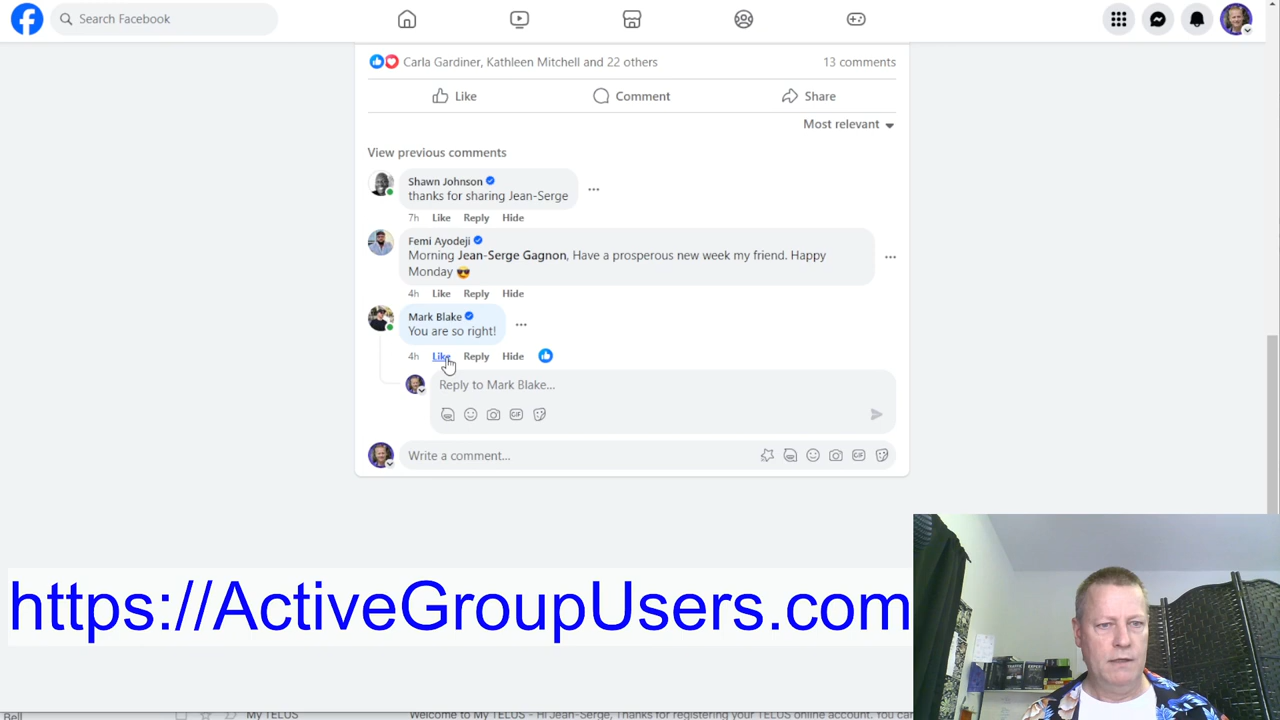 Search Facebook
Carla Gardiner, Kathleen Mitchell and 22 others
13 comments
Like
Comment
Share
Most relevant
View previous comments
Shawn Johnson
thanks for sharing Jean-Serge
7h Like Reply Hide
Femi Ayodeji
Morning Jean-Serge Gagnon, Have a prosperous new week my friend. Happy
Monday
4h Like Reply Hide
Mark Blake
You are so right!
4h Like Reply Hide
Reply to Mark Blake...
GIF
Write a comment...
GIF
https://ActiveGroupUsers.com
Bell
My TELUS
Welcome to My TELUS - Hi Jean-Serge, Thanks for registering your TELUS online account. You can